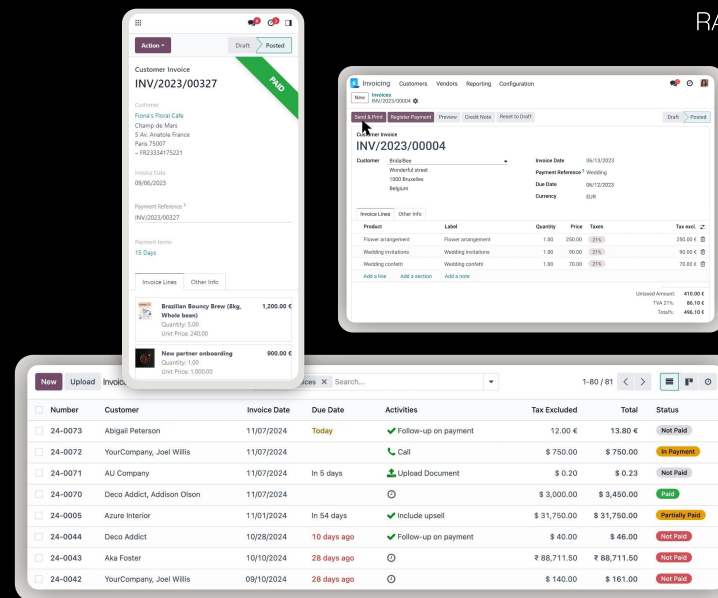 RA
Action
Draft
Posted
Customer Invoice
INV/2023/00327
PAID
Customer
Fiona's Floral Cafe
Champ de Mars
5 Av. Anatole France
Paris 75007
– FR23334175221
Invoice Date
09/06/2023
Payment Reference ?
INV/2023/00327
Payment terms
15 Days
Invoice Lines Other Info
Brazilian Bouncy Brew (8kg, 1,200.00 €
Whole bean)
Quantity: 5.00
Unit Price: 240.00
New partner onboarding 900.00 €
Quantity: 1.00
Unit Price: 1,000.00
Invoicing Customers Vendors Reporting Configuration
New Invoices
INV/2023/00004
Send & Print Register Payment Preview Credit Note Reset to Draft Draft Posted
Customer Invoice
INV/2023/00004
Customer BridalBee Invoice Date 06/13/2023
Wonderful street Payment Reference ? Wedding
1000 Bruxelles Due Date 06/12/2023
Belgium Currency EUR
Invoice Lines Other Info
Product Label Quantity Price Taxes Tax excl.
Flower arrangement Flower arrangement 1.00 250.00 21% 250.00 €
Wedding invitations Wedding invitations 1.00 90.00 21% 90.00 €
Wedding confetti Wedding confetti 1.00 70.00 21% 70.00 €
Add a line Add a section Add a note
Untaxed Amount: 410.00 €
TVA 21%: 86.10 €
Total%: 496.10 €
New Upload Invoic ices × Search... 1-80 / 81
Number Customer Invoice Date Due Date Activities Tax Excluded Total Status
24-0073 Abigail Peterson 11/07/2024 Today Follow-up on payment 12.00 € 13.80 € Not Paid
24-0072 YourCompany, Joel Willis 11/07/2024 Call $ 750.00 $ 750.00 In Payment
24-0071 AU Company 11/07/2024 In 5 days Upload Document $ 0.20 $ 0.23 Not Paid
24-0070 Deco Addict, Addison Olson 11/07/2024 $ 3,000.00 $ 3,450.00 Paid
24-0005 Azure Interior 11/01/2024 In 54 days Include upsell $ 31,750.00 $ 31,750.00 Partially Paid
24-0044 Deco Addict 10/28/2024 10 days ago Follow-up on payment $ 40.00 $ 46.00 Not Paid
24-0043 Aka Foster 10/10/2024 28 days ago ₹ 88,711.50 ₹ 88,711.50 Not Paid
24-0042 YourCompany, Joel Willis 09/10/2024 28 days ago $ 140.00 $ 161.00 Not Paid